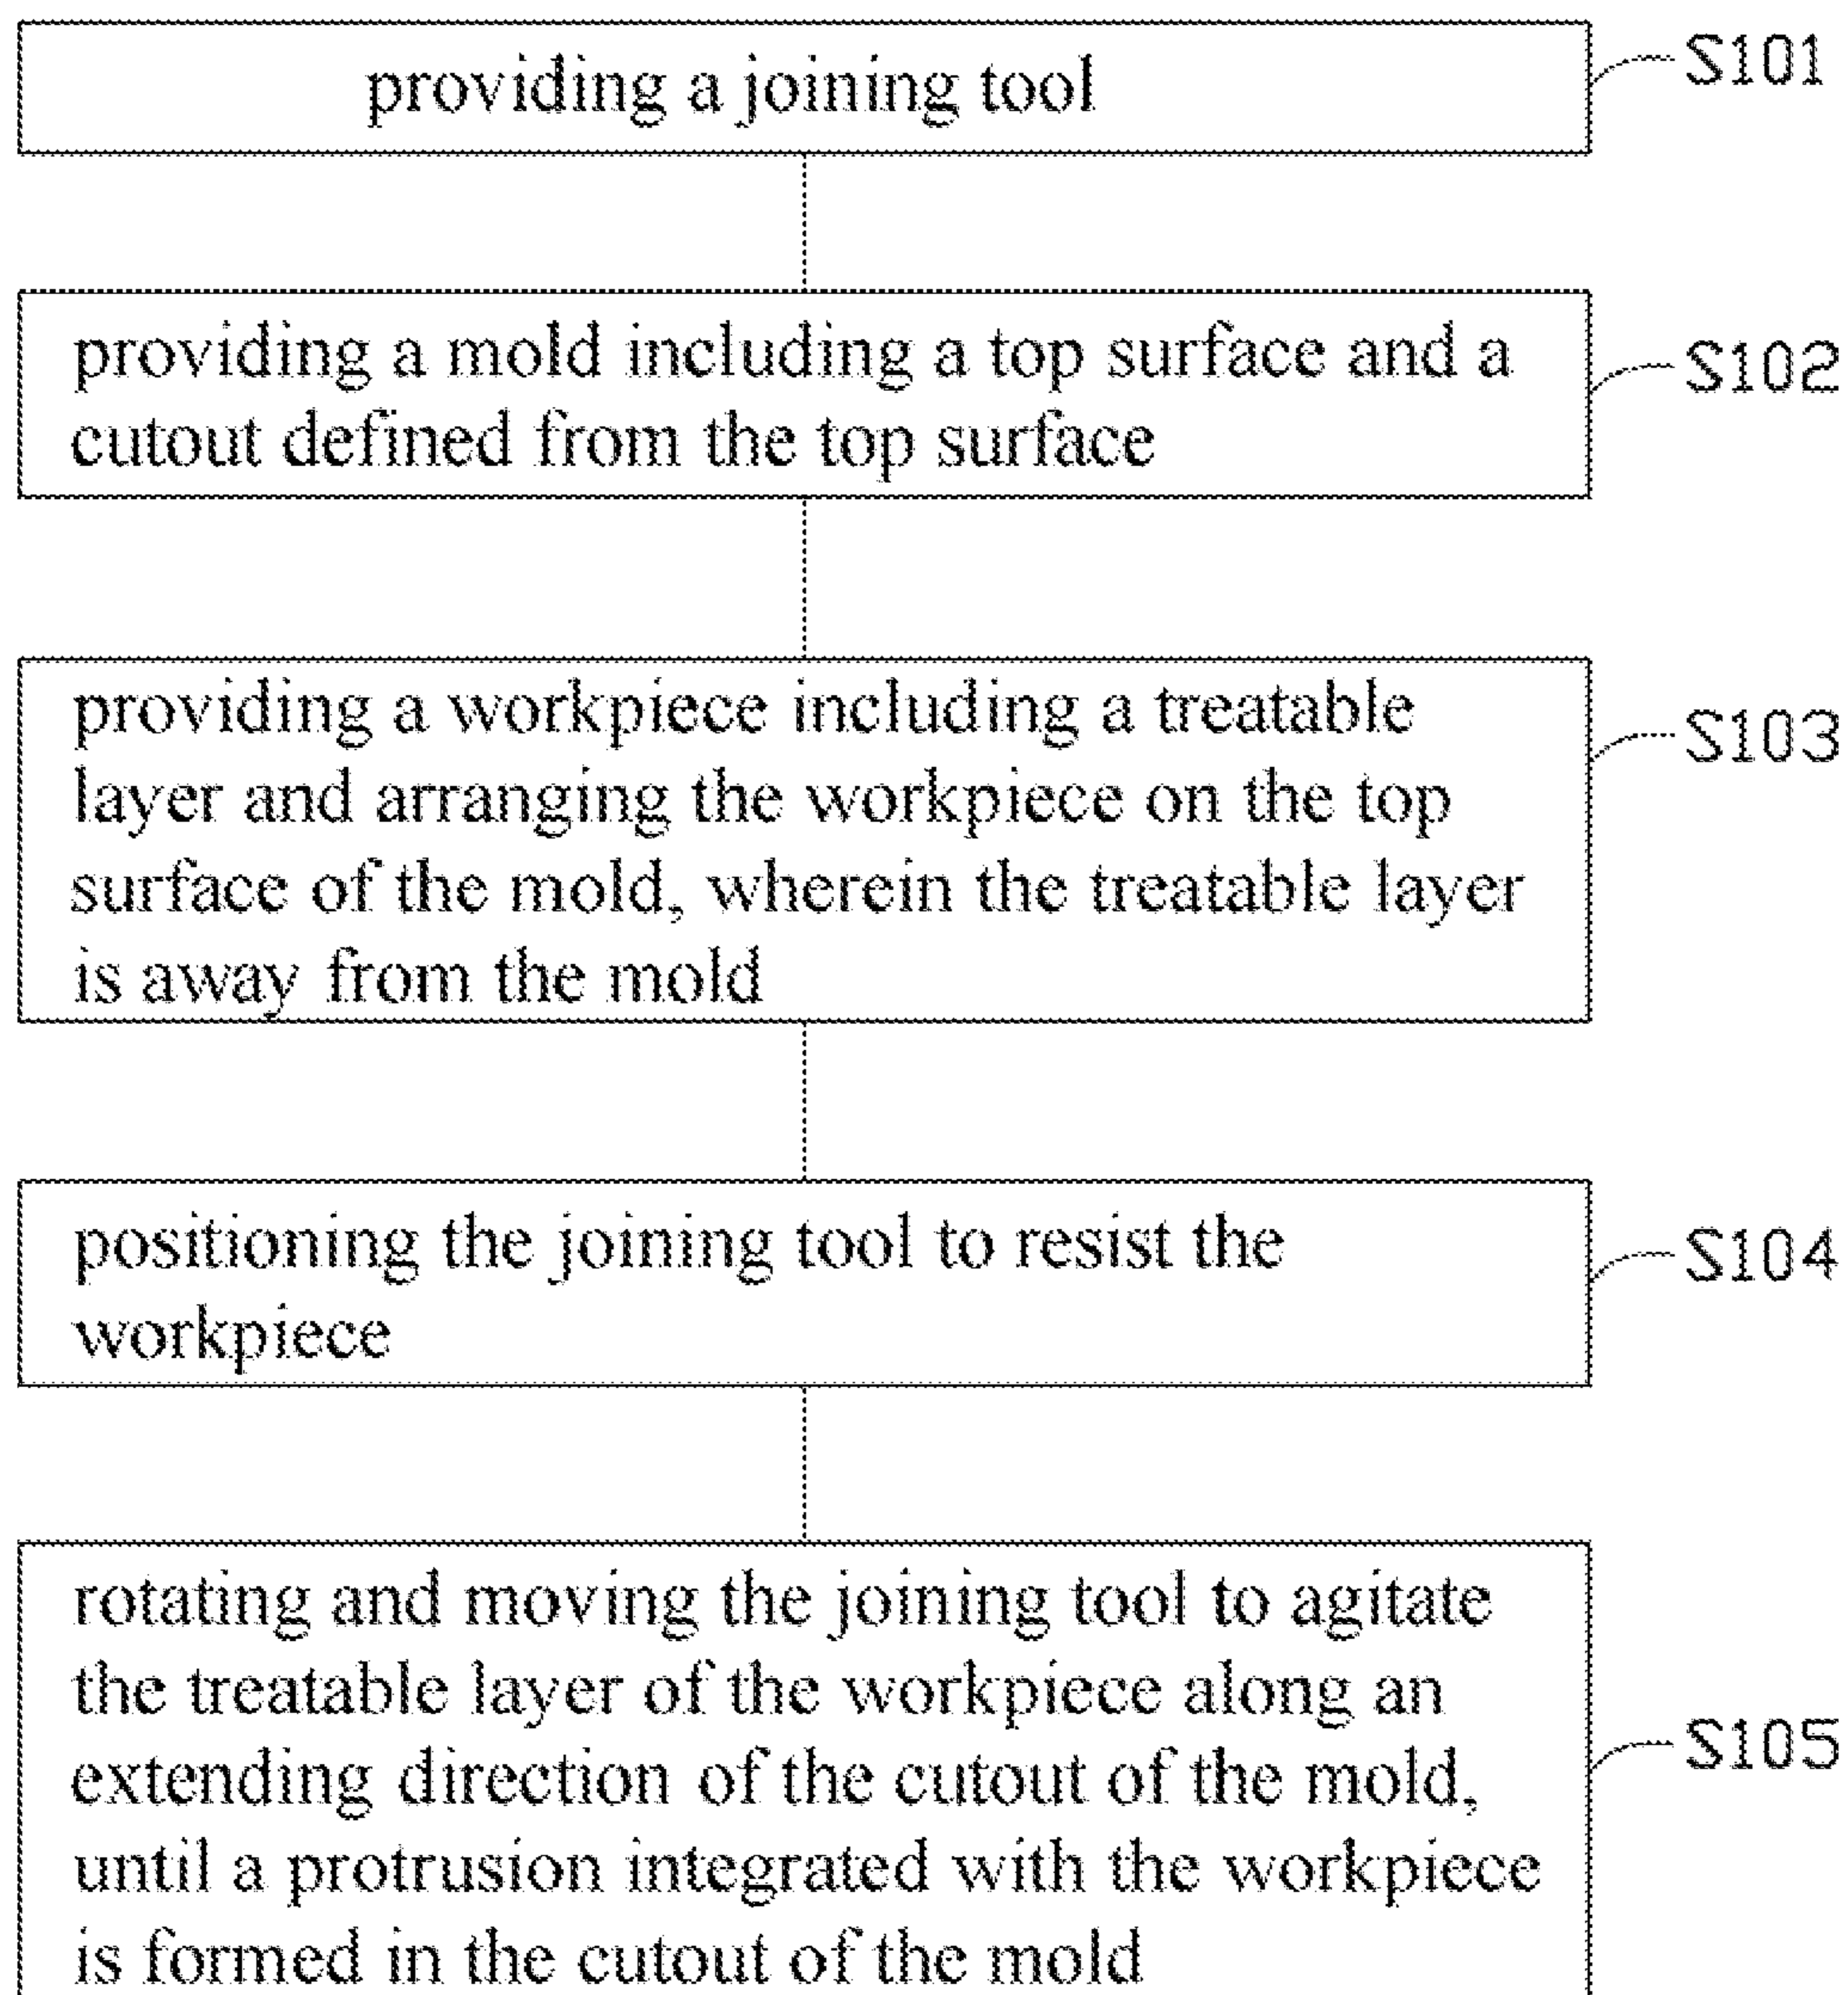 providing a joining tool
S101
providing a mold including a top surface and a
cutout defined from the top surface
S102
providing a workpiece including a treatable
layer and arranging the workpiece on the top
surface of the mold, wherein the treatable layer
is away from the mold
S103
positioning the joining tool to resist the
workpiece
S104
rotating and moving the joining tool to agitate
the treatable layer of the workpiece along an
extending direction of the cutout of the mold,
until a protrusion integrated with the workpiece
is formed in the cutout of the mold
S105